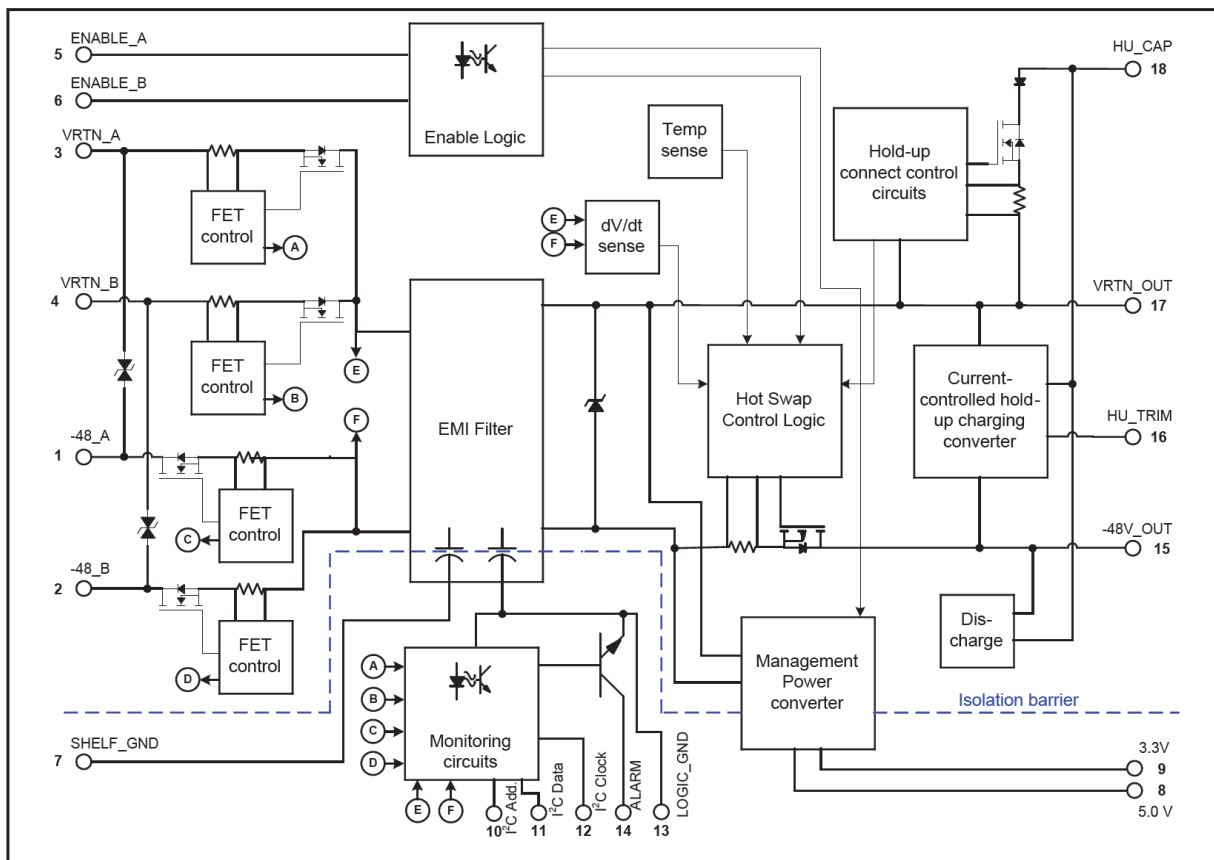 ENABLE_A
5
ENABLE_B
6
Enable Logic
VRTN_A
3
FET
control
A
VRTN_B
4
FET
control
B
E
F
-48_A
1
FET
control
C
-48_B
2
FET
control
D
SHELF_GND
7
EMI Filter
Temp
sense
E
F
dV/dt
sense
Hot Swap
Control Logic
Hold-up
connect control
circuits
Current-
controlled hold-
up charging
converter
HU_CAP
18
VRTN_OUT
17
HU_TRIM
16
-48V_OUT
15
Dis-
charge
Management
Power
converter
Isolation barrier
3.3V
9
8
5.0 V
A
B
C
D
Monitoring
circuits
E
F
10
I²C Add.
11
I²C Data
12
I²C Clock
14
ALARM
13
LOGIC_GND